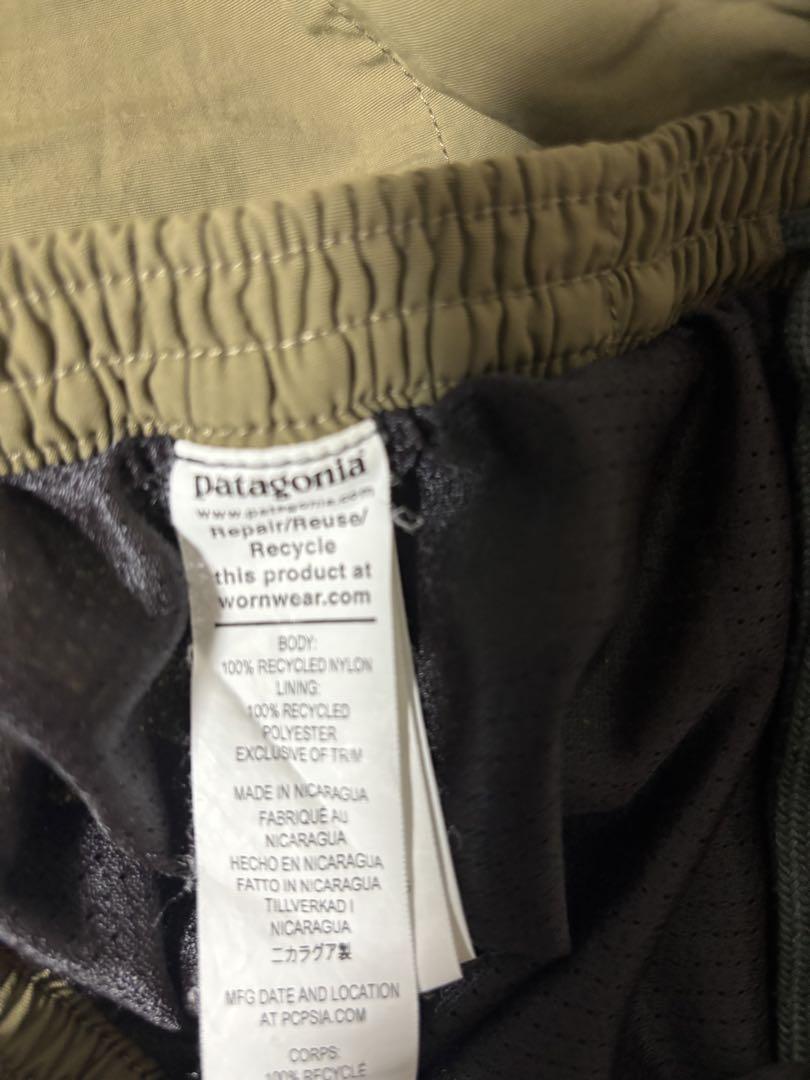 patagonia
www.patagonia.com
Repair/Reuse/
Recycle
this product at
wornwear.com
BODY:
100% RECYCLED NYLON
LINING:
100% RECYCLED
POLYESTER
EXCLUSIVE OF TRIM
MADE IN NICARAGUA
FABRIQUÉ AU
NICARAGUA
HECHO EN NICARAGUA
FATTO IN NICARAGUA
TILLVERKAD I
NICARAGUA
ニカラグア製
MFG DATE AND LOCATION
AT PCPSIA.COM
CORPS:
100% RECYCLÉ